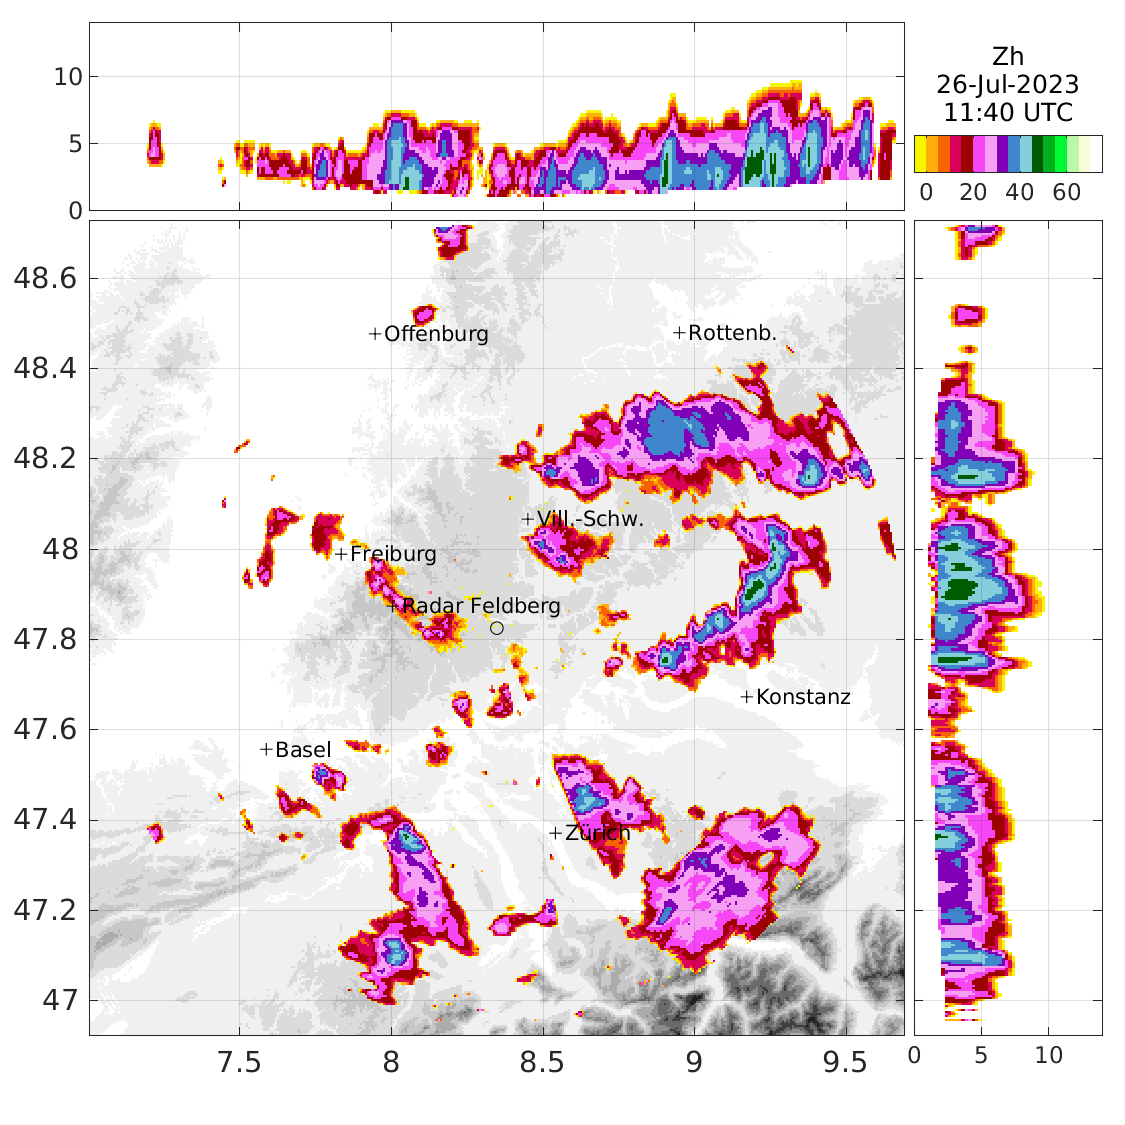 10
5
0
Zh
26-Jul-2023
11:40 UTC
0 20 40 60
48.6
48.4
48.2
48
47.8
47.6
47.4
47.2
47
+Offenburg
+Rottenb.
+Vill.-Schw.
+Freiburg
+Radar Feldberg
+Konstanz
+Basel
+Zürich
7.5 8 8.5 9 9.5
0 5 10